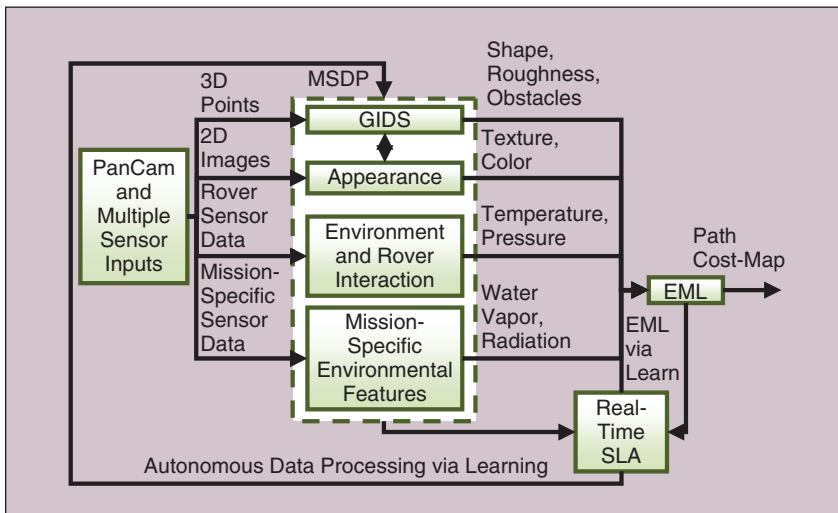 MSDP
3D
Points
2D
Images
Rover
Sensor
Data
Mission-
Specific
Sensor
Data
PanCam
and
Multiple
Sensor
Inputs
GIDS
Appearance
Environment
and Rover
Interaction
Mission-
Specific
Environmental
Features
Shape,
Roughness,
Obstacles
Texture,
Color
Temperature,
Pressure
Water
Vapor,
Radiation
Path
Cost-Map
EML
EML
via
Learn
Real-
Time
SLA
Autonomous Data Processing via Learning